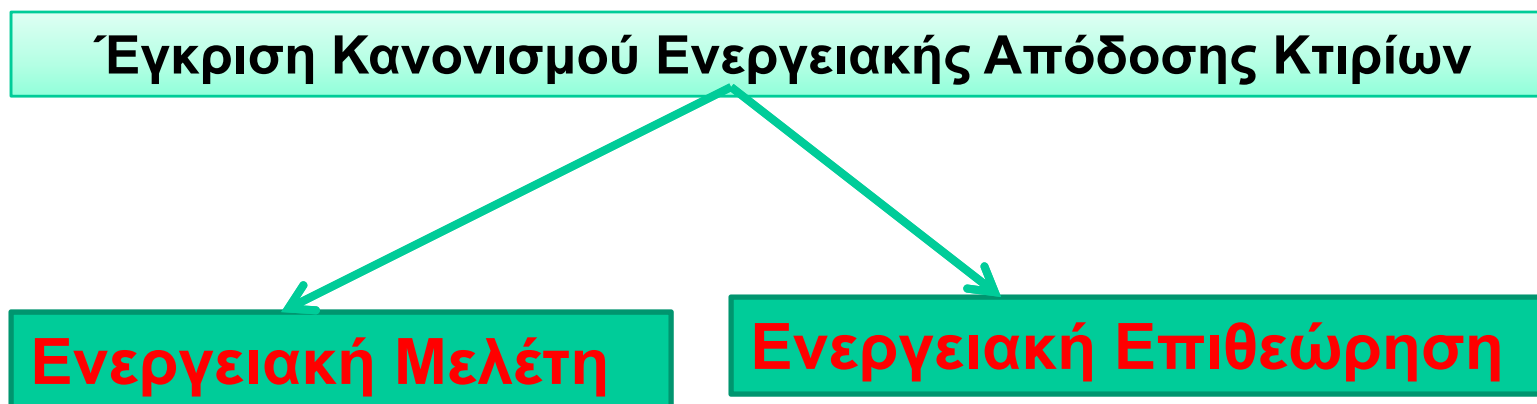 Έγκριση Κανονισμού Ενεργειακής Απόδοσης Κτιρίων
Ενεργειακή Μελέτη
Ενεργειακή Επιθεώρηση